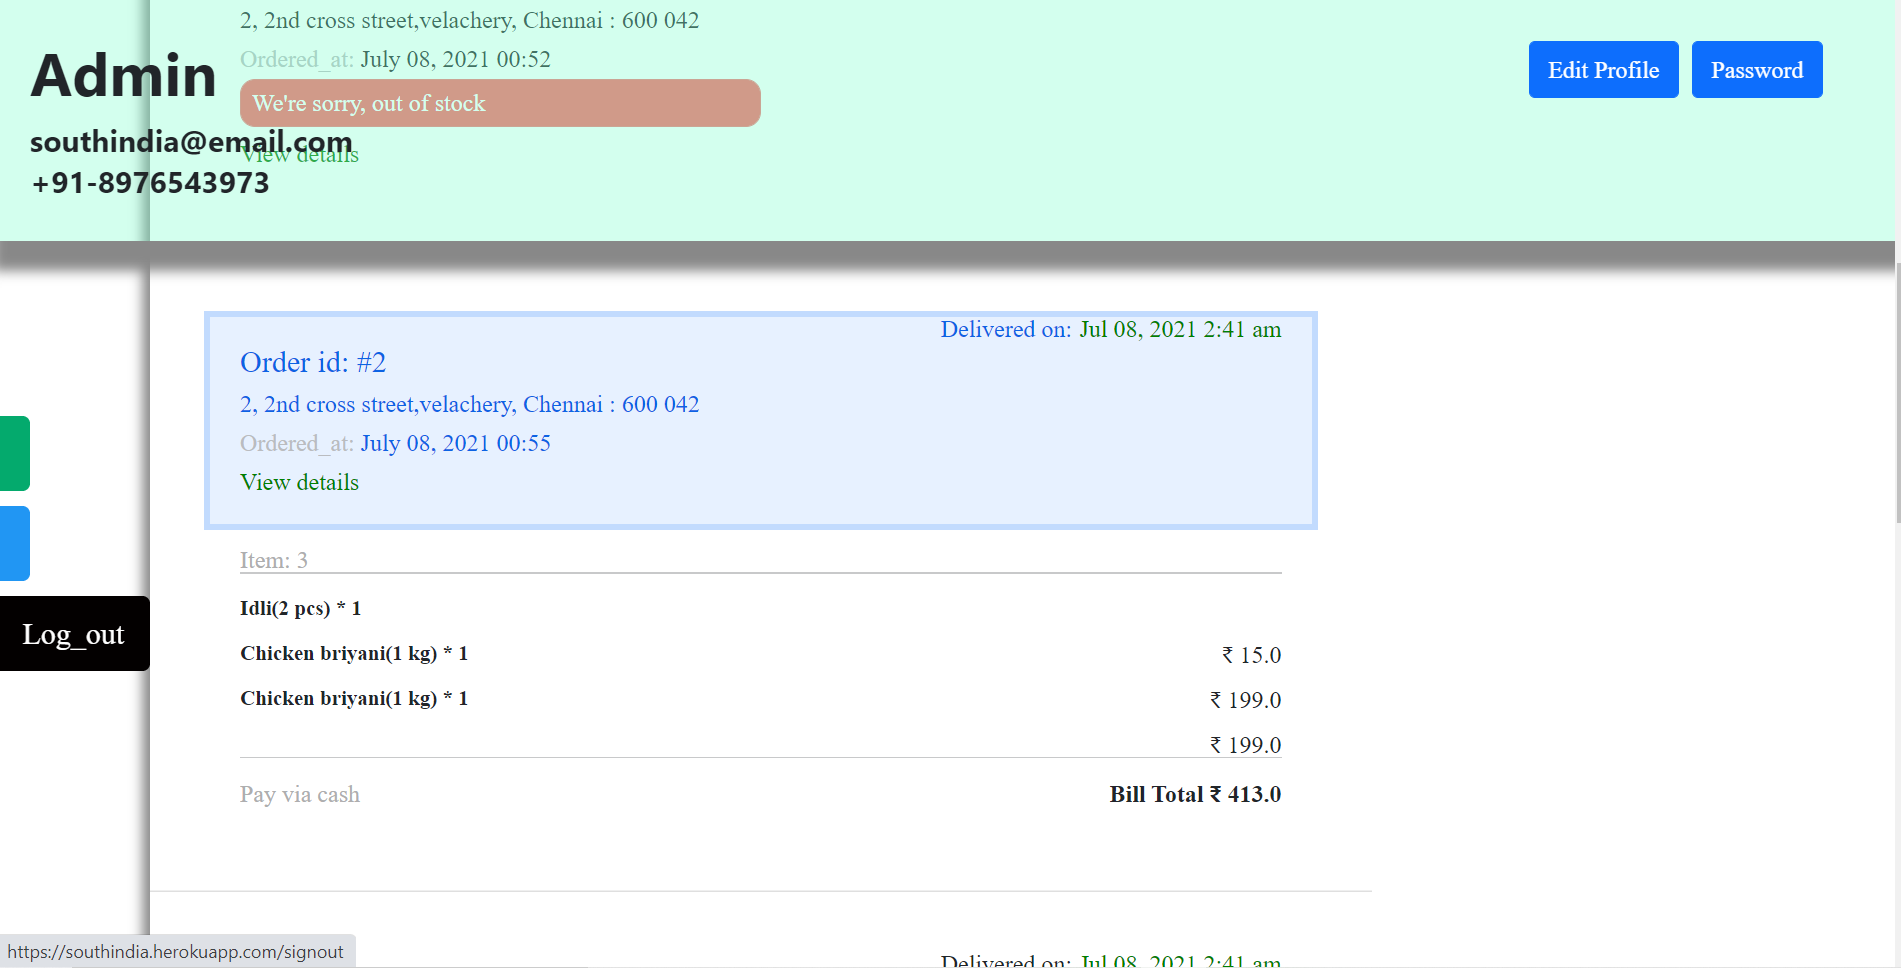 2, 2nd cross street,velachery, Chennai : 600 042
Ordered_at: July 08, 2021 00:52
We're sorry, out of stock
View details
Admin
southindia@email.com
+91-8976543973
Edit Profile
Password
Delivered on: Jul 08, 2021 2:41 am
Order id: #2
2, 2nd cross street,velachery, Chennai : 600 042
Ordered_at: July 08, 2021 00:55
View details
Log_out
Item: 3
Idli(2 pcs) * 1
Chicken briyani(1 kg) * 1
₹ 15.0
Chicken briyani(1 kg) * 1
₹ 199.0
₹ 199.0
Pay via cash
Bill Total ₹ 413.0
Delivered on: Jul 08, 2021 2:41 am
https://southindia.herokuapp.com/signout